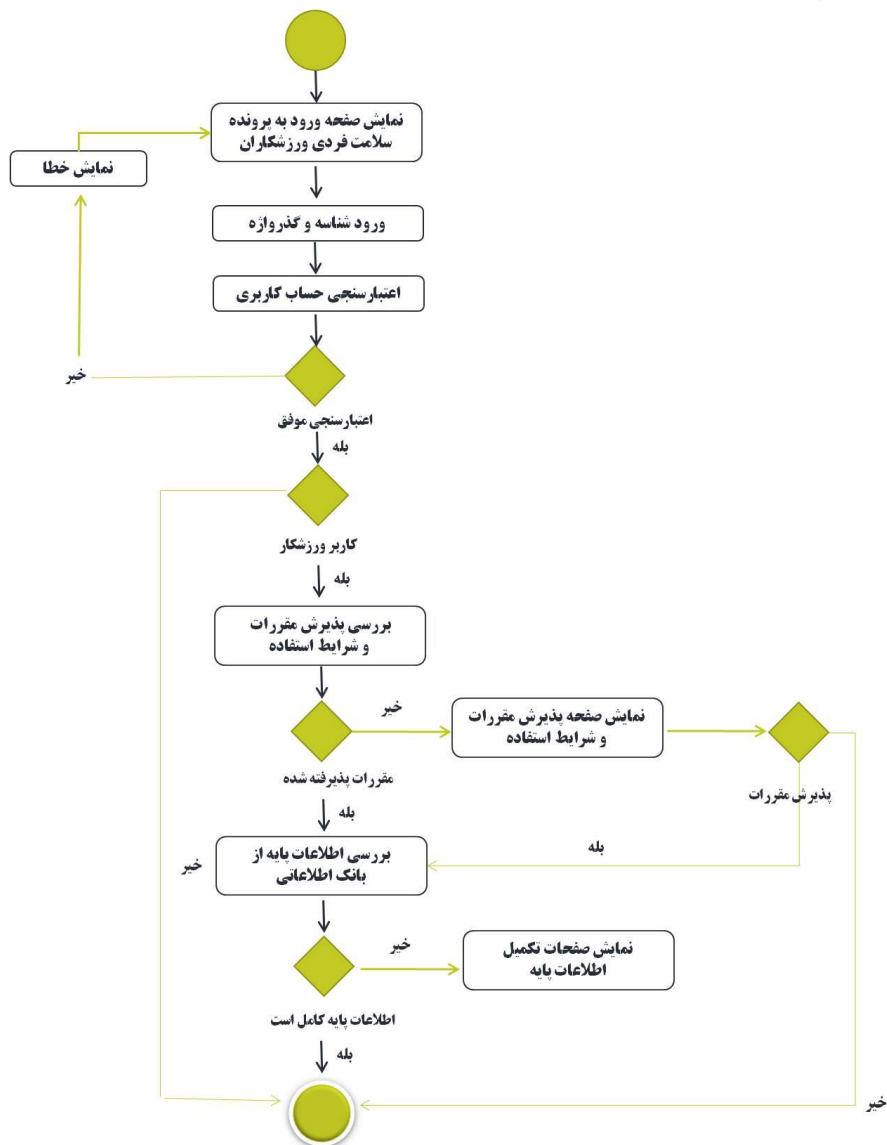 نمایش صفحه ورود به پرونده
سلامت فردی ورزشکاران
نمایش خطا
ورود شناسه و گذرواژه
اعتبارسنجی حساب کاربری
خیر
اعتبارسنجی موفق
بله
کاربر ورزشکار
بله
بررسی پذیرش مقررات
و شرایط استفاده
خیر
نمایش صفحه پذیرش مقررات
و شرایط استفاده
مقررات پذیرفته شده
پذیرش مقررات
بله
بله
بررسی اطلاعات پایه از
بانک اطلاعاتی
خیر
خیر
نمایش صفحات تکمیل
اطلاعات پایه
اطلاعات پایه کامل است
بله
خیر